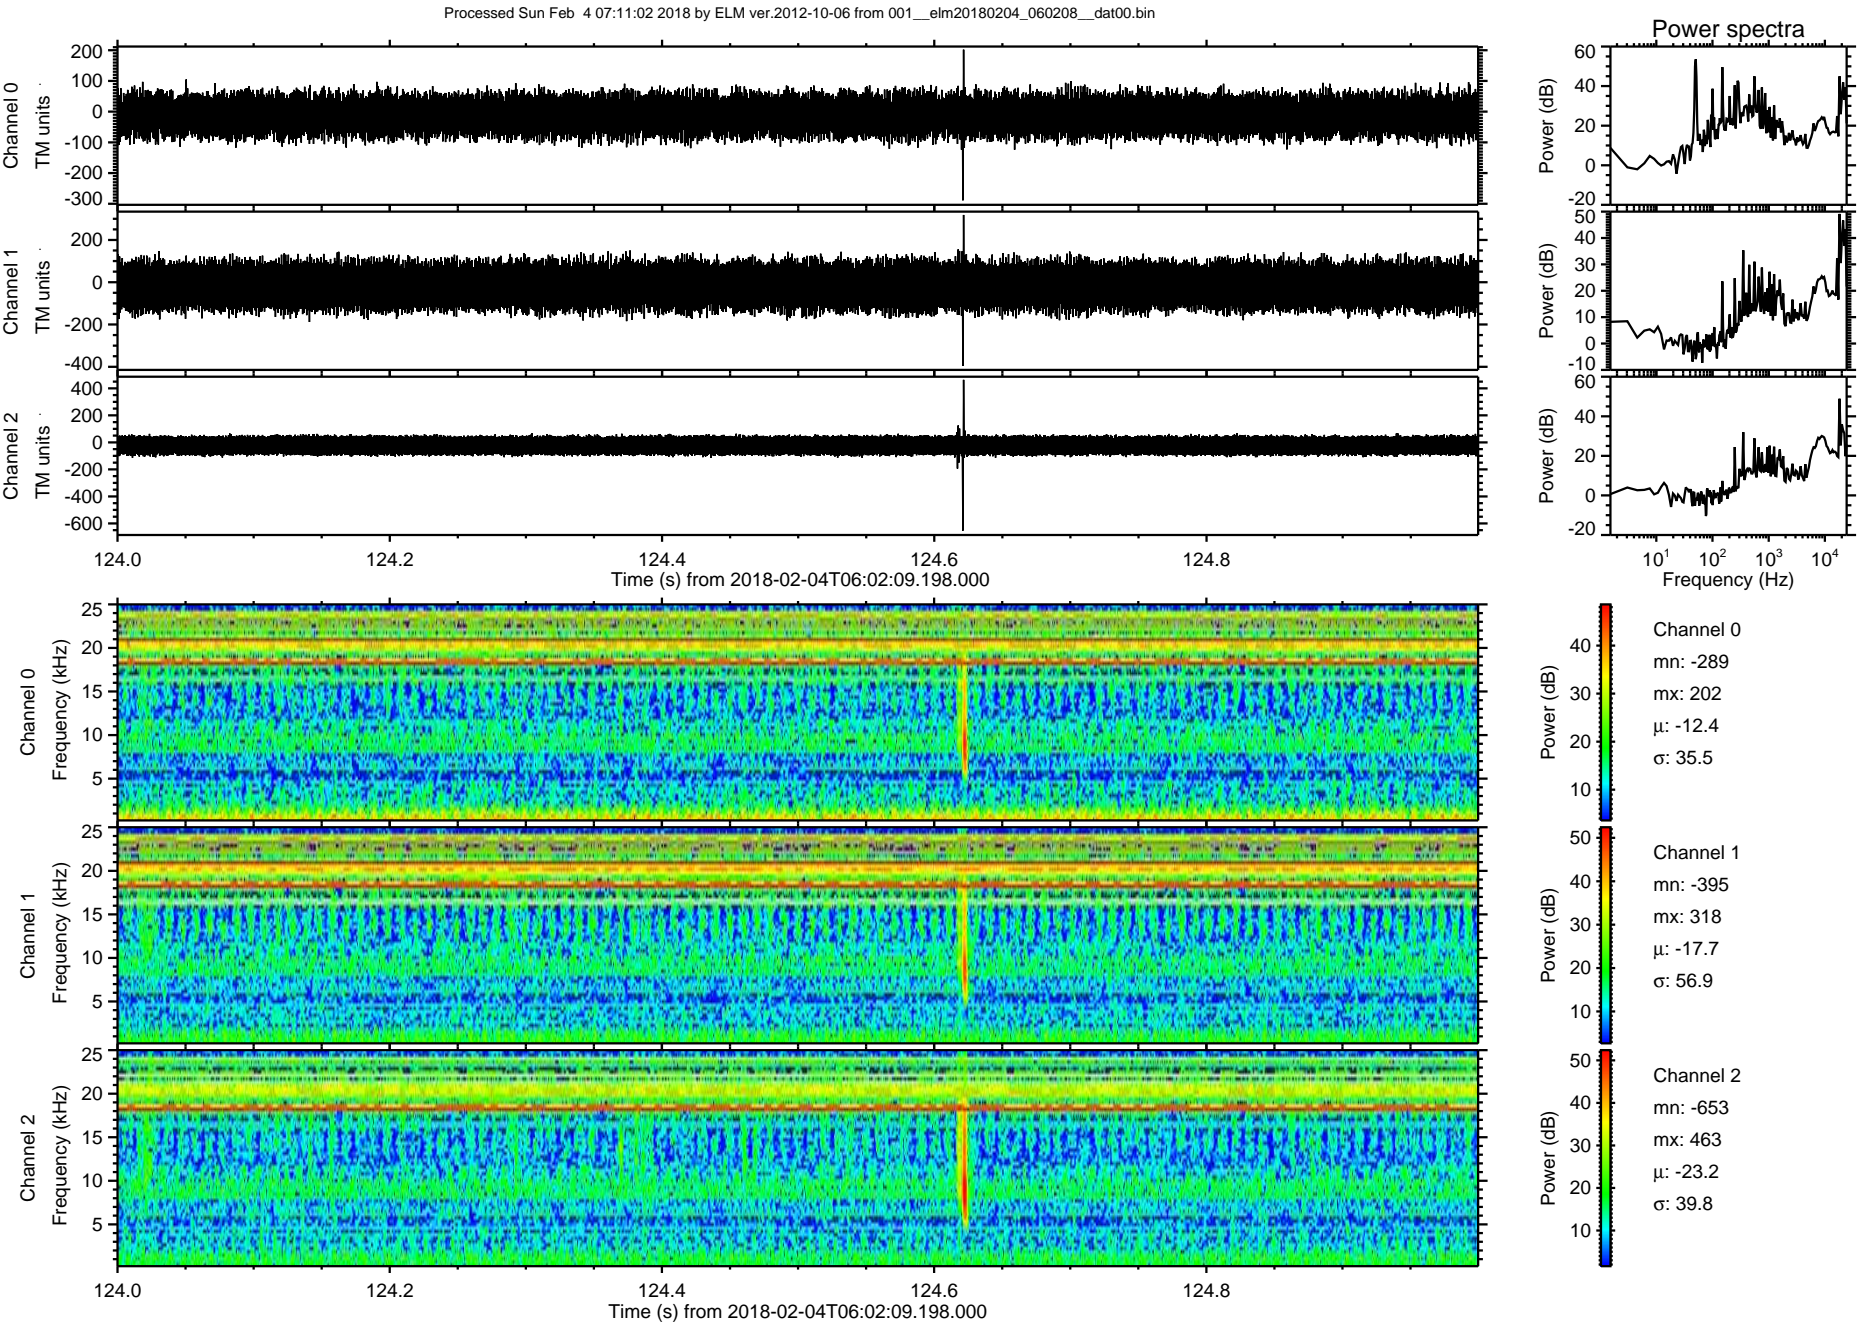 Processed Sun Feb  4 07:11:02 2018 by ELM ver.2012-10-06 from 001__elm20180204_060208__dat00.bin
Power spectra
Channel 0
TM units
200
100
0
-100
-200
-300
Power (dB)
60
40
20
0
-20
Channel 1
TM units
200
0
-200
-400
Power (dB)
50
40
30
20
10
0
-10
Channel 2
TM units
400
200
0
-200
-400
-600
Power (dB)
60
40
20
0
-20
124.0 124.2 124.4 124.6 124.8
Time (s) from 2018-02-04T06:02:09.198.000
10¹ 10² 10³ 10⁴
Frequency (Hz)
Channel 0
Frequency (kHz)
25
20
15
10
5
Power (dB)
40
30
20
10
Channel 0
mn: -289
mx: 202
μ: -12.4
σ: 35.5
Channel 1
Frequency (kHz)
25
20
15
10
5
Power (dB)
50
40
30
20
10
Channel 1
mn: -395
mx: 318
μ: -17.7
σ: 56.9
Channel 2
Frequency (kHz)
25
20
15
10
5
Power (dB)
50
40
30
20
10
Channel 2
mn: -653
mx: 463
μ: -23.2
σ: 39.8
124.0 124.2 124.4 124.6 124.8
Time (s) from 2018-02-04T06:02:09.198.000